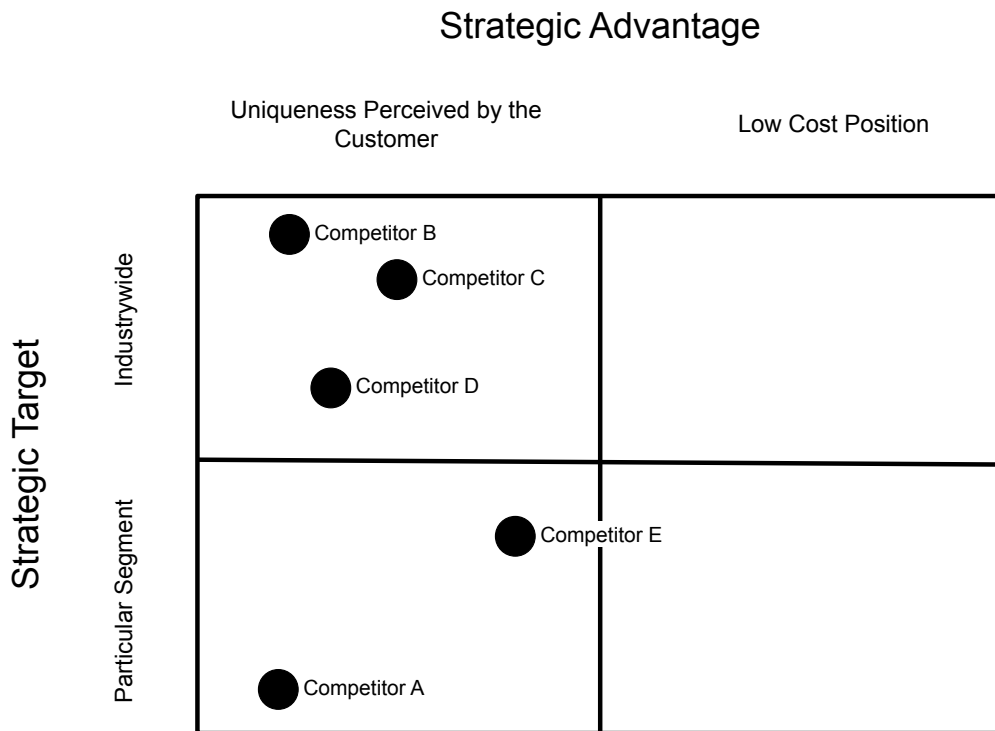 Strategic Advantage
Uniqueness Perceived by the
Customer
Low Cost Position
Strategic Target
Industrywide
Particular Segment
Competitor B
Competitor C
Competitor D
Competitor E
Competitor A